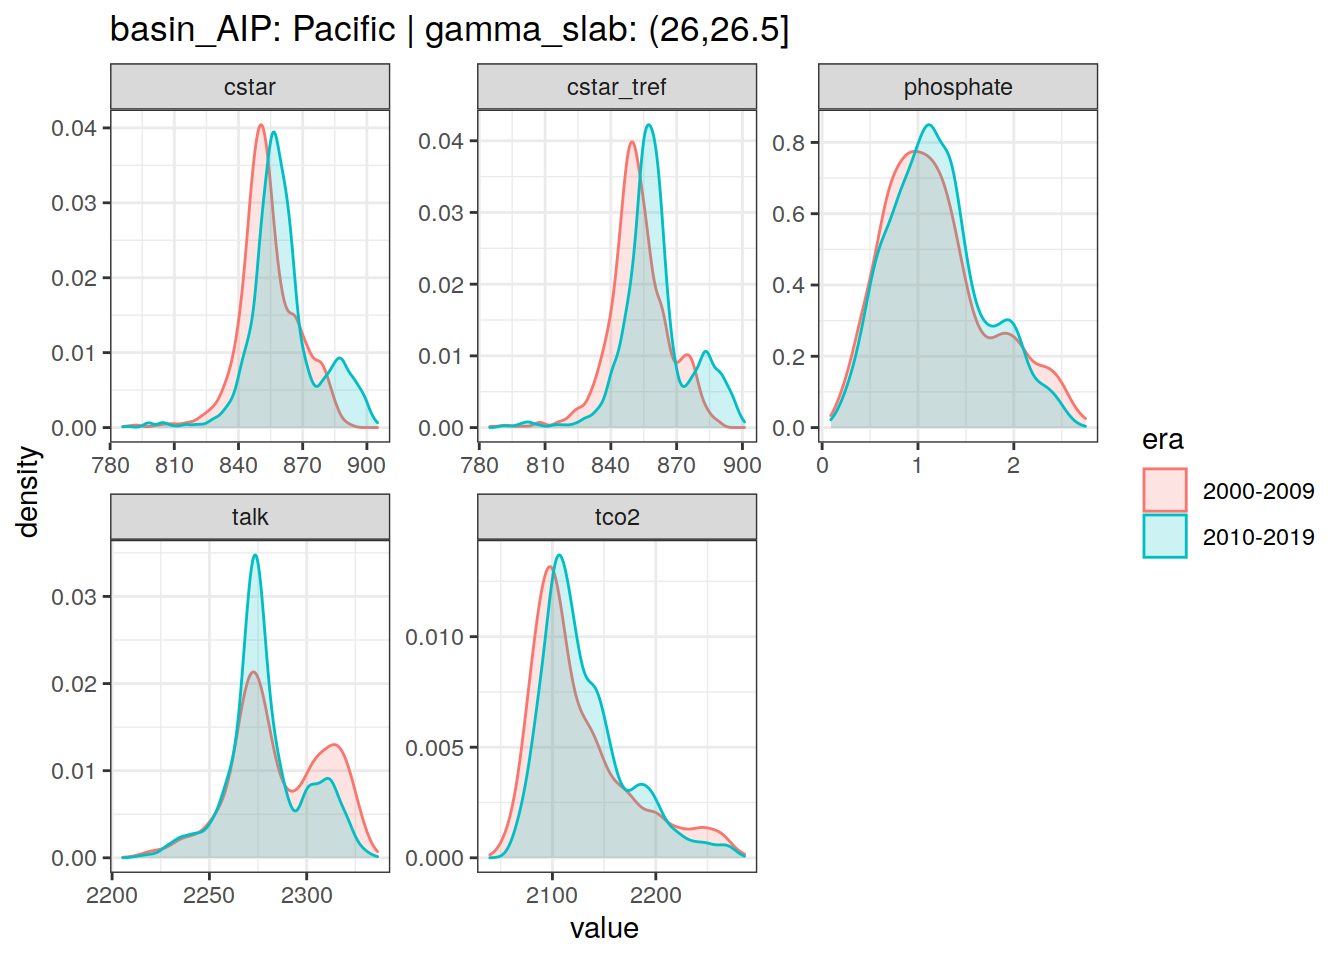 basin_AIP: Pacific | gamma_slab: (26,26.5]
cstar
cstar_tref
phosphate
0.04
0.03
0.02
0.01
0.00
780 810 840 870 900
0.04
0.03
0.02
0.01
0.00
780 810 840 870 900
0.8
0.6
0.4
0.2
0.0
0 1 2
density
talk
tco2
0.03
0.02
0.01
0.00
2200 2250 2300
0.010
0.005
0.000
2100 2200
value
era
2000-2009
2010-2019